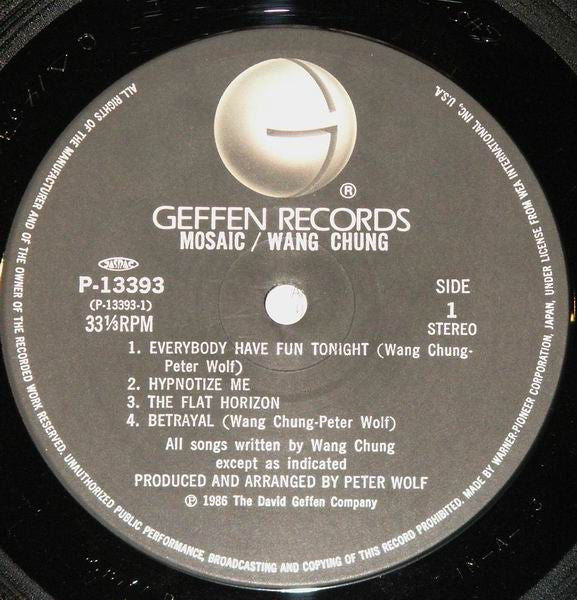 ®
GEFFEN RECORDS
MOSAIC / WANG CHUNG
JASRAC
P-13393
(P-13393-1)
33⅓RPM
SIDE
1
STEREO
1. EVERYBODY HAVE FUN TONIGHT (Wang Chung-
Peter Wolf)
2. HYPNOTIZE ME
3. THE FLAT HORIZON
4. BETRAYAL (Wang Chung-Peter Wolf)
All songs written by Wang Chung
except as indicated
PRODUCED AND ARRANGED BY PETER WOLF
℗ 1986 The David Geffen Company
ALL RIGHTS OF THE MANUFACTURER AND OF THE OWNER OF THE RECORDED WORK RESERVED. UNAUTHORIZED PUBLIC PERFORMANCE, BROADCASTING AND COPYING OF THIS RECORD PROHIBITED. MADE BY WARNER-PIONEER CORPORATION, JAPAN, UNDER LICENSE FROM WEA INTERNATIONAL INC, U.S.A.